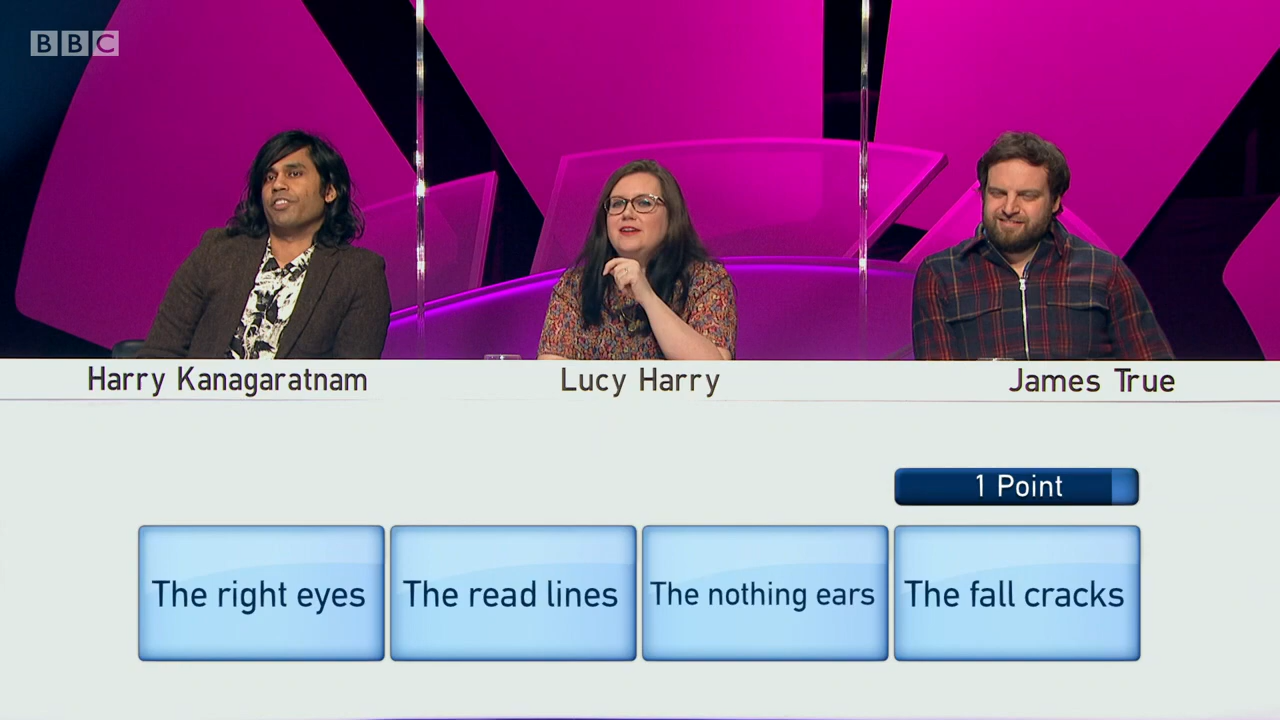 BBC
Harry Kanagaratnam
Lucy Harry
James True
1 Point
The right eyes
The read lines
The nothing ears
The fall cracks